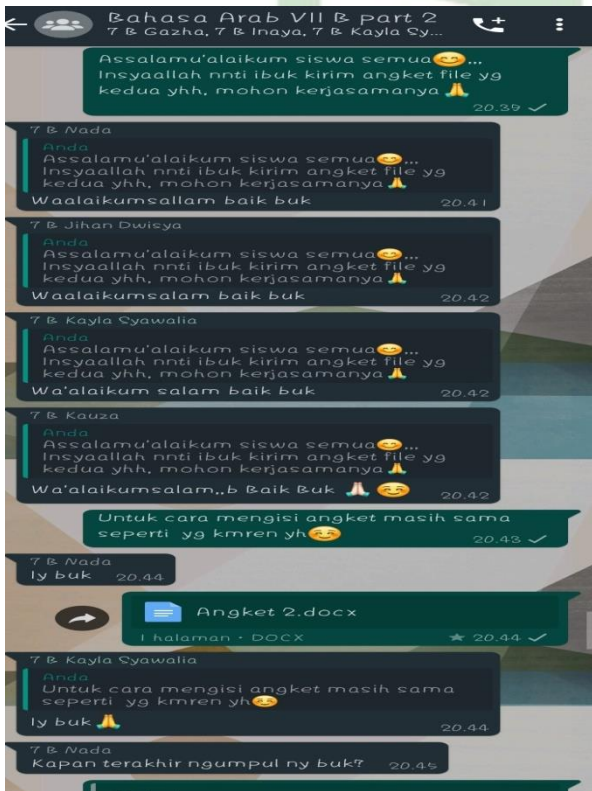 Bahasa Arab VII B part 2
7 B Gazha, 7 B Inaya, 7 B Kayla Sy...
Assalamu'alaikum siswa semua😊...
Insyaallah nnti ibuk kirim angket file yg
kedua yhh, mohon kerjasamanya🙏
20.39
7 B Nada
Anda
Assalamu'alaikum siswa semua😊...
Insyaallah nnti ibuk kirim angket file yg
kedua yhh, mohon kerjasamanya🙏
Waalaikumsallam baik buk
20.41
7 B Jihan Dwisya
Anda
Assalamu'alaikum siswa semua😊...
Insyaallah nnti ibuk kirim angket file yg
kedua yhh, mohon kerjasamanya🙏
Waalaikumsalam baik buk
20.42
7 B Kayla Syawalia
Anda
Assalamu'alaikum siswa semua😊...
Insyaallah nnti ibuk kirim angket file yg
kedua yhh, mohon kerjasamanya🙏
Wa'alaikum salam baik buk
20.42
7 B Kauza
Anda
Assalamu'alaikum siswa semua😊...
Insyaallah nnti ibuk kirim angket file yg
kedua yhh, mohon kerjasamanya🙏
Wa'alaikumsalam,,b Baik Buk 🙏🏻 ☺️
20.42
Untuk cara mengisi angket masih sama
seperti yg kmren yh☺️
20.43
7 B Nada
Iy buk 20.44
Angket 2.docx
1 halaman • DOCX
20.44
7 B Kayla Syawalia
Anda
Untuk cara mengisi angket masih sama
seperti yg kmren yh☺️
Iy buk🙏
20.44
7 B Nada
Kapan terakhir ngumpul ny buk? 20.45